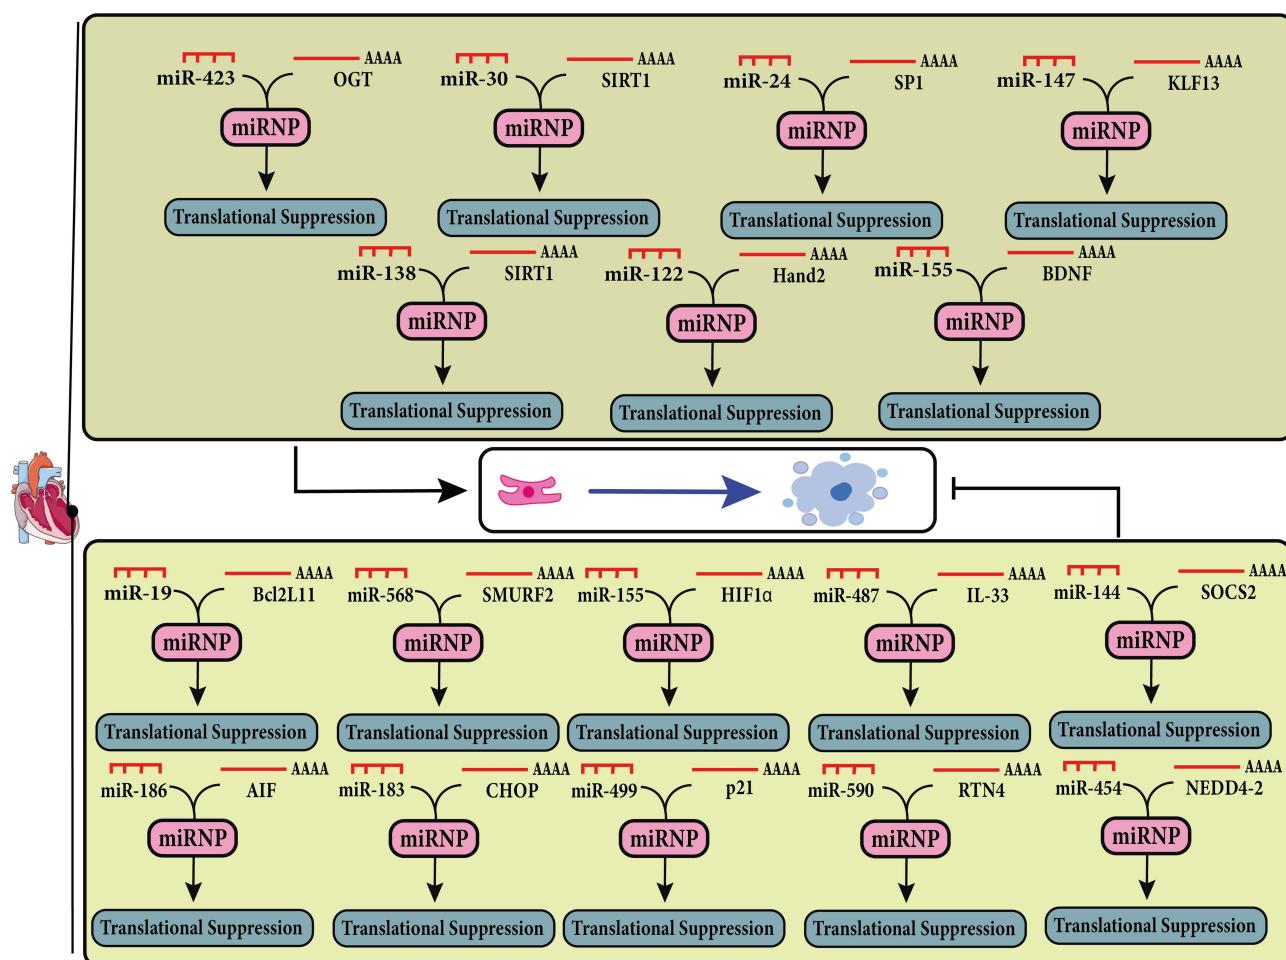 AAAA AAAA AAAA AAAA
miR-423 OGT miR-30 SIRT1 miR-24 SP1 miR-147 KLF13
miRNP miRNP miRNP miRNP
Translational Suppression Translational Suppression Translational Suppression Translational Suppression
AAAA AAAA AAAA
miR-138 SIRT1 miR-122 Hand2 miR-155 BDNF
miRNP miRNP miRNP
Translational Suppression Translational Suppression Translational Suppression
AAAA AAAA AAAA AAAA AAAA
miR-19 Bcl2L11 miR-568 SMURF2 miR-155 HIF1α miR-487 IL-33 miR-144 SOCS2
miRNP miRNP miRNP miRNP miRNP
Translational Suppression Translational Suppression Translational Suppression Translational Suppression Translational Suppression
AAAA AAAA AAAA AAAA AAAA
miR-186 AIF miR-183 CHOP miR-499 p21 miR-590 RTN4 miR-454 NEDD4-2
miRNP miRNP miRNP miRNP miRNP
Translational Suppression Translational Suppression Translational Suppression Translational Suppression Translational Suppression